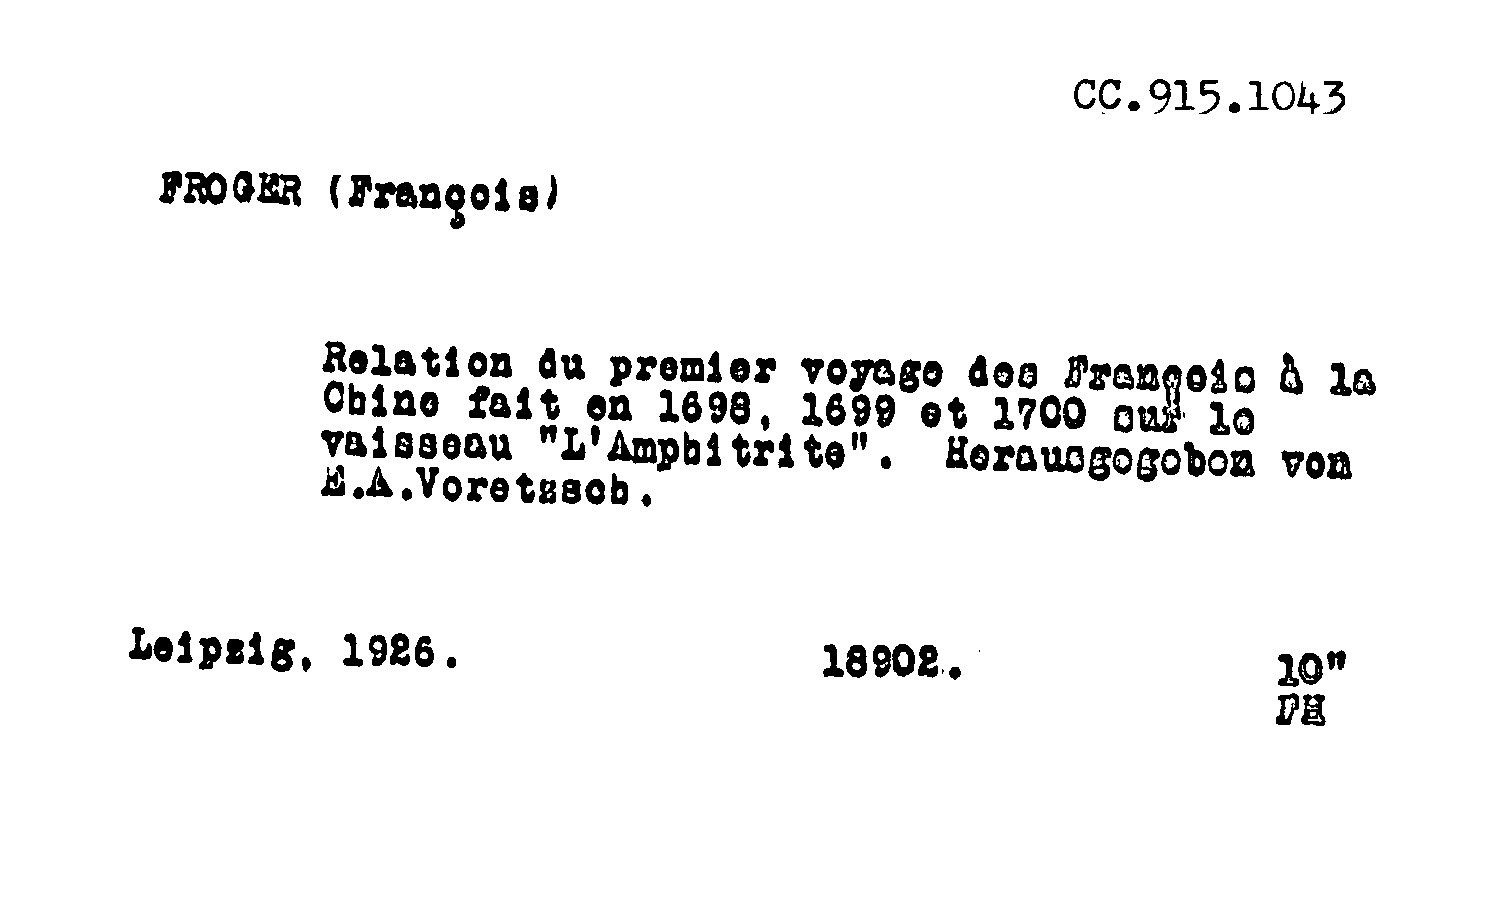 CC.915.1043
FROGER (François)
Relation du premier voyage des François à la
Chine fait en 1698, 1699 et 1700 sur le
vaisseau "L'Amphitrite". Herausgegeben von
E.A.Voretzsch.
Leipzig, 1926. 18902. 10"
FH